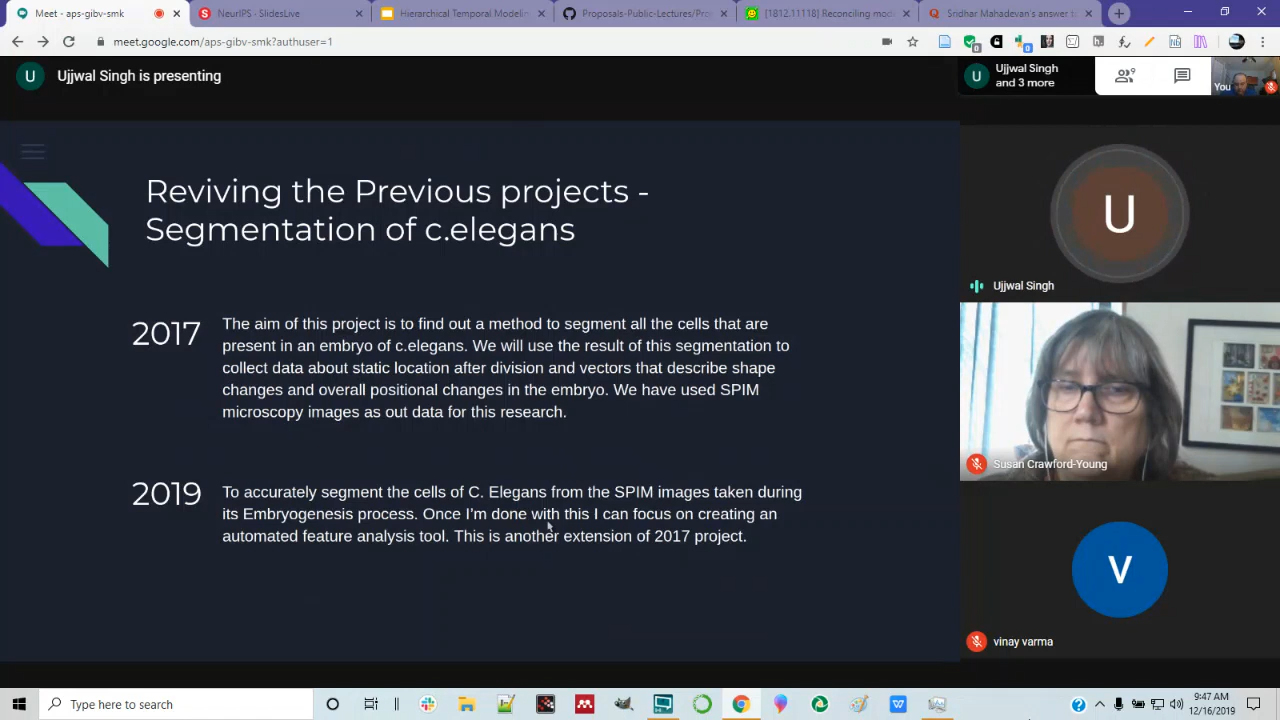 Meet - aps-gibv-smk
NeurIPS - SlidesLive
Hierarchical Temporal Modelin
Proposals-Public-Lectures/Pro
[1812.11118] Reconciling mod
Sridhar Mahadevan's answer t
meet.google.com/aps-gibv-smk?authuser=1
U
Ujjwal Singh is presenting
U
Ujjwal Singh
and 3 more
9
You
Reviving the Previous projects -
Segmentation of c.elegans
2017
The aim of this project is to find out a method to segment all the cells that are
present in an embryo of c.elegans. We will use the result of this segmentation to
collect data about static location after division and vectors that describe shape
changes and overall positional changes in the embryo. We have used SPIM
microscopy images as out data for this research.
2019
To accurately segment the cells of C. Elegans from the SPIM images taken during
its Embryogenesis process. Once I'm done with this I can focus on creating an
automated feature analysis tool. This is another extension of 2017 project.
U
Ujjwal Singh
Susan Crawford-Young
V
vinay varma
Type here to search
9:47 AM
12/16/2019